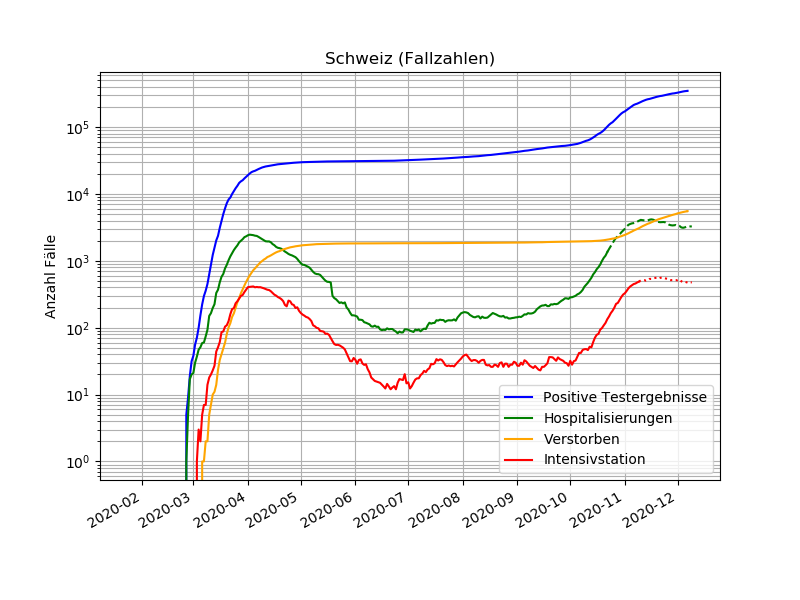 Schweiz (Fallzahlen)
Anzahl Fälle
10^5
10^4
10^3
10^2
10^1
10^0
2020-02
2020-03
2020-04
2020-05
2020-06
2020-07
2020-08
2020-09
2020-10
2020-11
2020-12
Positive Testergebnisse
Hospitalisierungen
Verstorben
Intensivstation